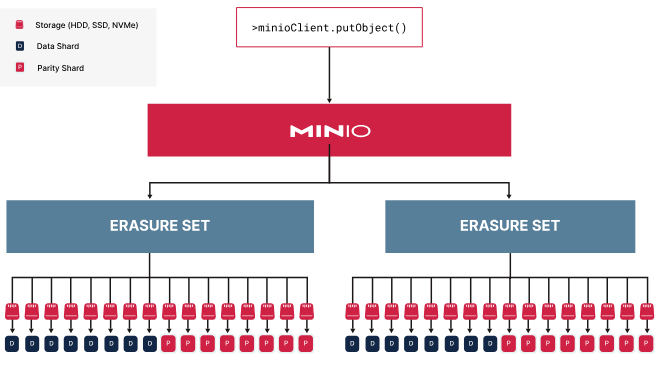 Storage (HDD, SSD, NVMe)
D Data Shard
P Parity Shard
>minioClient.putObject()
MINIO
ERASURE SET ERASURE SET
D D D D D D D D P P P P P P P P D D D D D D D D P P P P P P P P